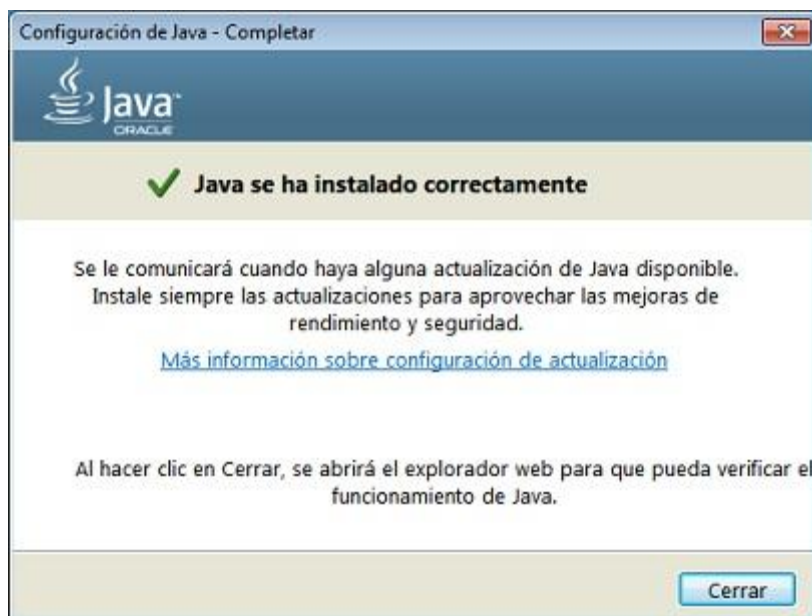 Configuración de Java - Completar
Java™
ORACLE
Java se ha instalado correctamente
Se le comunicará cuando haya alguna actualización de Java disponible.
Instale siempre las actualizaciones para aprovechar las mejoras de
rendimiento y seguridad.
Más información sobre configuración de actualización
Al hacer clic en Cerrar, se abrirá el explorador web para que pueda verificar el
funcionamiento de Java.
Cerrar